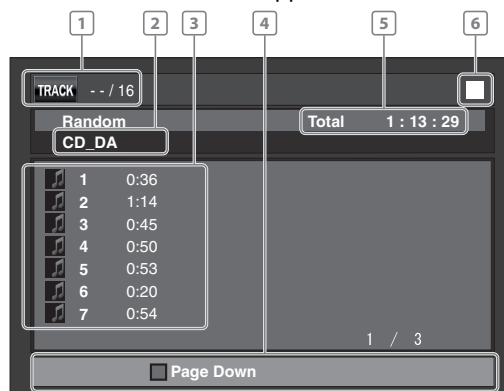 1 2 3 4 5 6
TRACK - - / 16
Random Total 1 : 13 : 29
CD_DA
1 0:36
2 1:14
3 0:45
4 0:50
5 0:53
6 0:20
7 0:54
1 / 3
Page Down